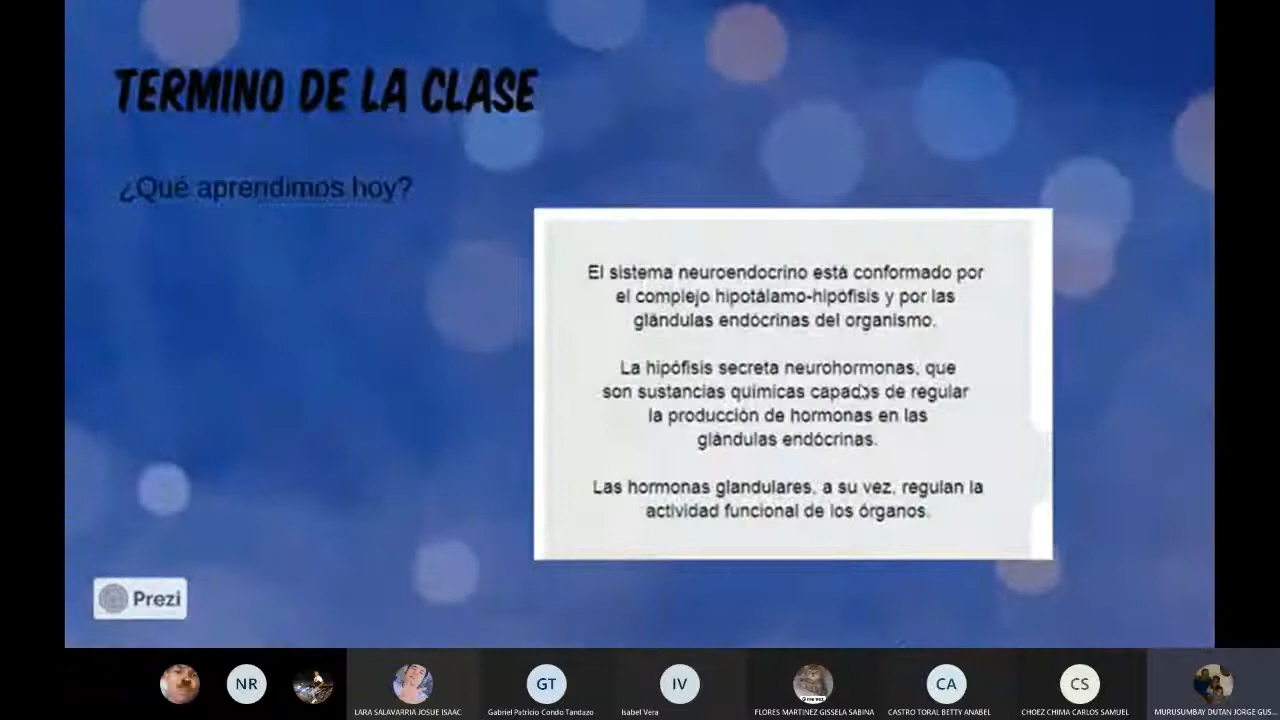 TERMINO DE LA CLASE
¿Qué aprendimos hoy?
El sistema neuroendocrino está conformado por
el complejo hipotálamo-hipófisis y por las
glándulas endócrinas del organismo.
La hipófisis secreta neurohormonas, que
son sustancias químicas capaces de regular
la producción de hormonas en las
glándulas endócrinas.
Las hormonas glandulares, a su vez, regulan la
actividad funcional de los órganos.
Prezi
NR
GT
IV
CA
CS
LARA SALAVARRIA JOSUE ISAAC
Gabriel Patricio Condo Tandazo
Isabel Vera
FLORES MARTINEZ GISSELA SABINA
CASTRO TORAL BETTY ANABEL
CHOEZ CHIMA CARLOS SAMUEL
MURUSUMBAY DUTAN JORGE GUS...